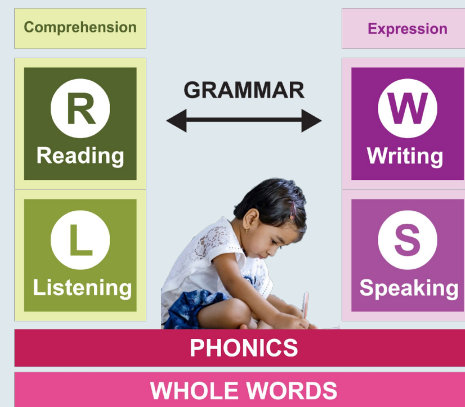 Comprehension
Expression
GRAMMAR
R
Reading
W
Writing
L
Listening
S
Speaking
PHONICS
WHOLE WORDS